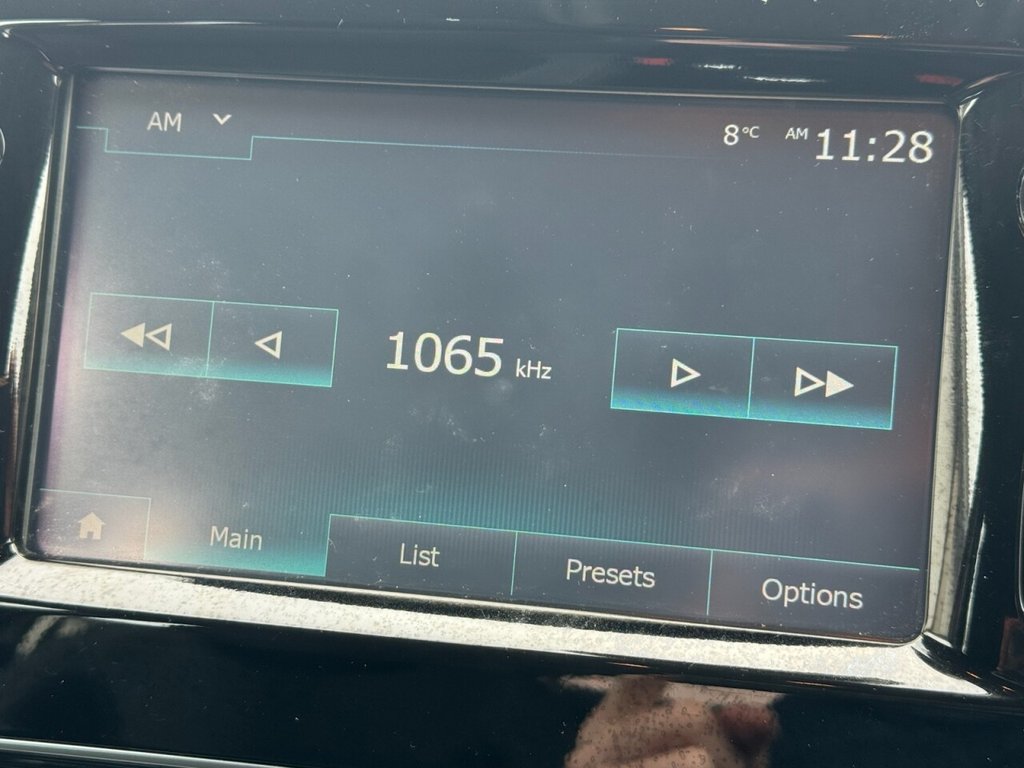 AM
8°C AM 11:28
1065 kHz
Main List Presets Options